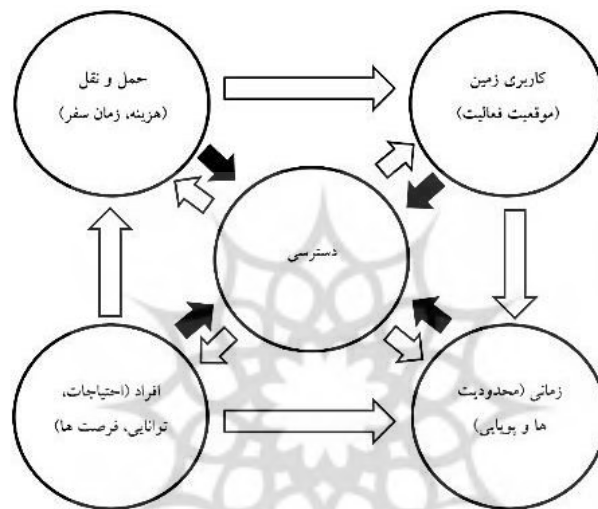 کاربری زمین
(موقعیت فعالیت)
حمل و نقل
(هزینه، زمان سفر)
دسترسی
زمانی (محدودیت
ها و پویایی)
افراد (احتیاجات،
توانایی، فرصت ها)